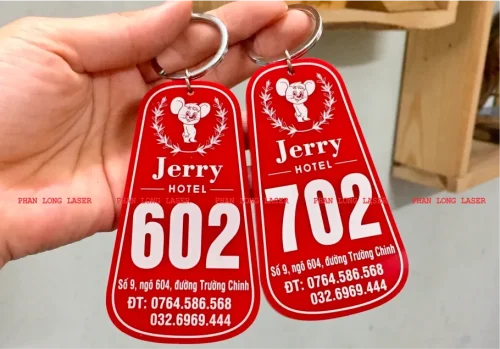 Jerry
HOTEL
602
Số 9, ngõ 604, đường Trường Chinh
ĐT: 0764.586.568
032.6969.444
Jerry
HOTEL
702
Số 9, ngõ 604, đường Trường Chinh
ĐT: 0764.586.568
032.6969.444
PHAN LONG LASER PHAN LONG LASER PHAN LONG LASER PHAN LONG LASER PHAN LONG LASER